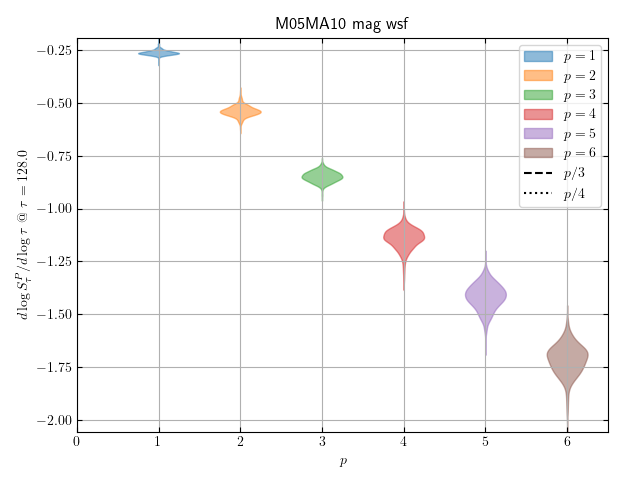 M05MA10 mag wsf
d log S_τ^P / d log τ @ τ = 128.0
−0.25
−0.50
−0.75
−1.00
−1.25
−1.50
−1.75
−2.00
p = 1
p = 2
p = 3
p = 4
p = 5
p = 6
p/3
p/4
0 1 2 3 4 5 6
p